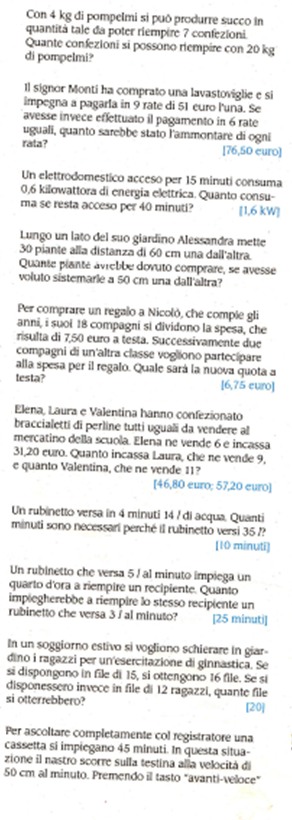 Con 4 kg di pompelmi si può produrre succo in
quantità tale da poter riempire 7 confezioni.
Quante confezioni si possono riempire con 20 kg
di pompelmi?
Il signor Monti ha comprato una lavastoviglie e si
impegna a pagarla in 9 rate di 51 euro l'una. Se
avesse invece effettuato il pagamento in 6 rate
uguali, quanto sarebbe stato l'ammontare di ogni
rata?
[76,50 euro]
Un elettrodomestico acceso per 15 minuti consuma
0,6 kilowattora di energia elettrica. Quanto consu-
ma se resta acceso per 40 minuti?
[1,6 kW]
Lungo un lato del suo giardino Alessandra mette
30 piante alla distanza di 60 cm una dall'altra.
Quante piante avrebbe dovuto comprare, se avesse
voluto sistemarle a 50 cm una dall'altra?
Per comprare un regalo a Nicolò, che compie gli
anni, i suoi 18 compagni si dividono la spesa, che
risulta di 7,50 euro a testa. Successivamente due
compagni di un'altra classe vogliono partecipare
alla spesa per il regalo. Quale sarà la nuova quota a
testa?
[6,75 euro]
Elena, Laura e Valentina hanno confezionato
braccialetti di perline tutti uguali da vendere al
mercatino della scuola. Elena ne vende 6 e incassa
31,20 euro. Quanto incassa Laura, che ne vende 9,
e quanto Valentina, che ne vende 11?
[46,80 euro; 57,20 euro]
Un rubinetto versa in 4 minuti 14 l di acqua. Quanti
minuti sono necessari perché il rubinetto versi 35 l?
[10 minuti]
Un rubinetto che versa 5 l al minuto impiega un
quarto d'ora a riempire un recipiente. Quanto
impiegherebbe a riempire lo stesso recipiente un
rubinetto che versa 3 l al minuto?
[25 minuti]
In un soggiorno estivo si vogliono schierare in giar-
dino i ragazzi per un'esercitazione di ginnastica. Se
si dispongono in file di 15, si ottengono 16 file. Se si
disponessero invece in file di 12 ragazzi, quante file
si otterrebbero?
[20]
Per ascoltare completamente col registratore una
cassetta si impiegano 45 minuti. In questa situa-
zione il nastro scorre sulla testina alla velocità di
50 cm al minuto. Premendo il tasto "avanti-veloce"